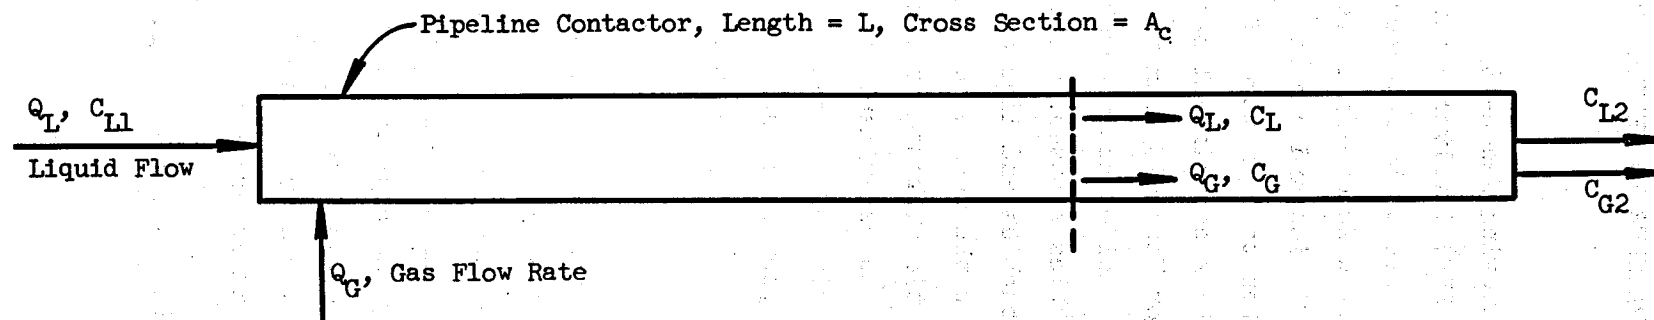 Pipeline Contactor, Length = L, Cross Section = A_c
Q_L, C_L1
Liquid Flow
Q_L, C_L
Q_G, C_G
C_L2
C_G2
Q_G, Gas Flow Rate